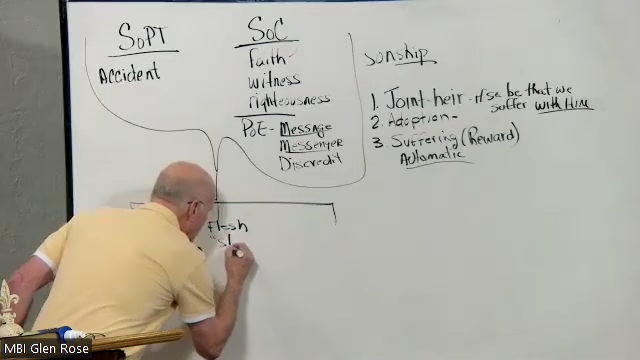 SoPT
Accident
SoC
Faith
witness
righteousness
PoE- Message
Messenger
Discredit
Sonship
1. Joint-heir - if so be that we
suffer with Him
2. Adoption-
3. Suffering (Reward)
Automatic
Flesh
MBI Glen Rose